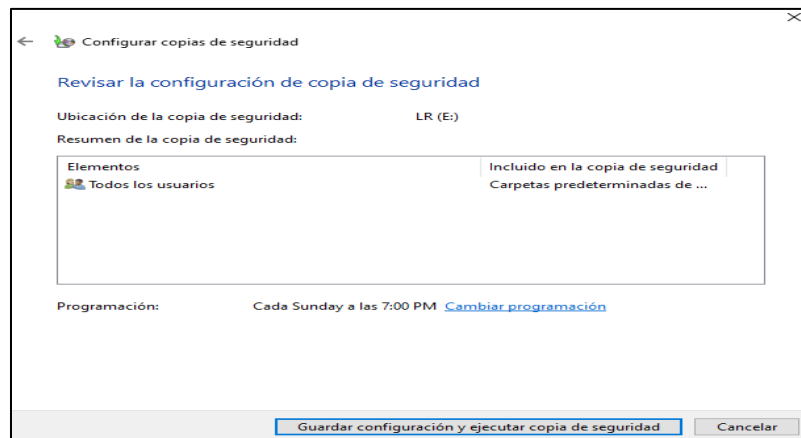 Configurar copias de seguridad
Revisar la configuración de copia de seguridad
Ubicación de la copia de seguridad: LR (E:)
Resumen de la copia de seguridad:
Elementos Incluido en la copia de seguridad
Todos los usuarios Carpetas predeterminadas de ...
Programación: Cada Sunday a las 7:00 PM Cambiar programación
Guardar configuración y ejecutar copia de seguridad Cancelar